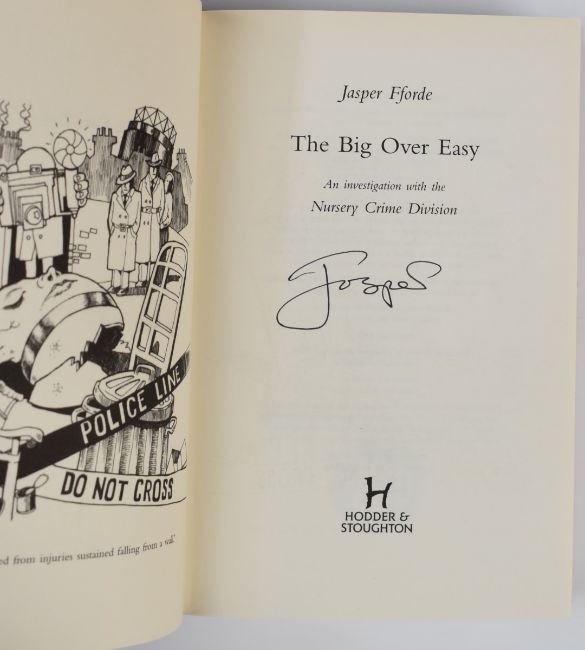 POLICE LINE
DO NOT CROSS
from injuries sustained falling from a wall.'
Jasper Fforde
The Big Over Easy
An investigation with the
Nursery Crime Division
Jasper
HODDER &
STOUGHTON